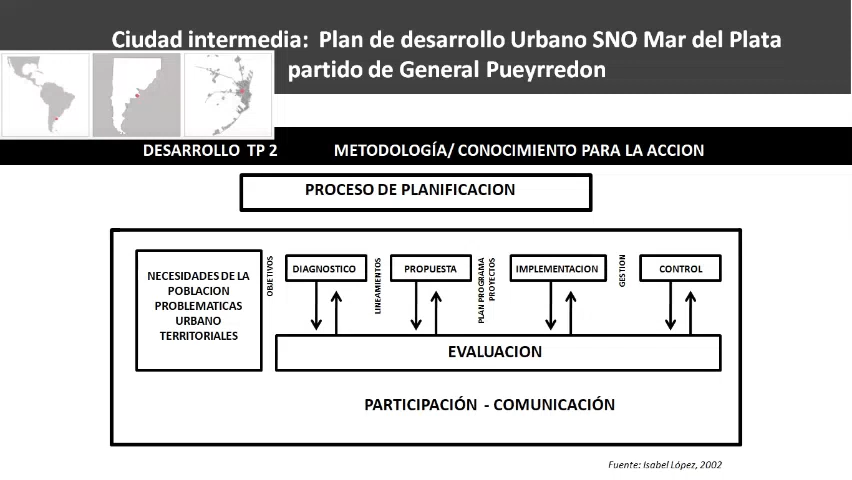 Ciudad intermedia: Plan de desarrollo Urbano SNO Mar del Plata
partido de General Pueyrredon
DESARROLLO TP 2 METODOLOGÍA/ CONOCIMIENTO PARA LA ACCION
PROCESO DE PLANIFICACION
NECESIDADES DE LA
POBLACION
PROBLEMATICAS
URBANO
TERRITORIALES
OBJETIVOS
DIAGNOSTICO
LINEAMIENTOS
PROPUESTA
PLAN PROGRAMA
PROYECTOS
IMPLEMENTACION
GESTION
CONTROL
EVALUACION
PARTICIPACIÓN - COMUNICACIÓN
Fuente: Isabel López, 2002